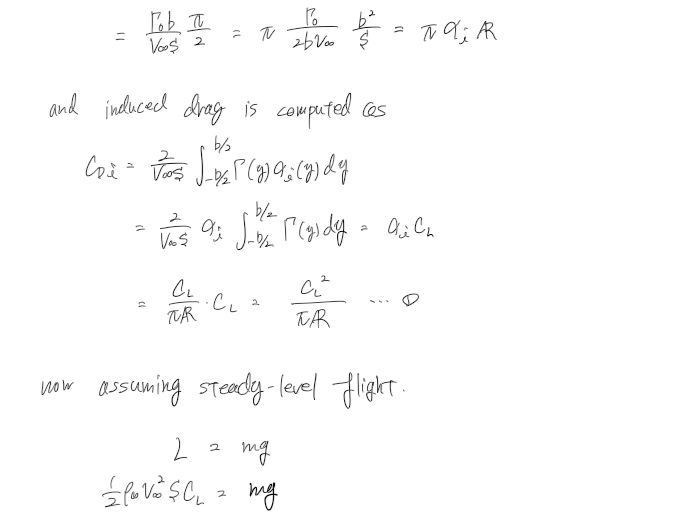 = Γ₀b/V∞S π/2 = π Γ₀/2bV∞ b²/S = π αᵢ AR
and induced drag is computed as
C_Di = 2/V∞S ∫_{-b/2}^{b/2} Γ(y) αᵢ(y) dy
= 2/V∞S αᵢ ∫_{-b/2}^{b/2} Γ(y) dy = αᵢ C_L
= C_L/πAR · C_L = C_L²/πAR ... ①
now assuming steady-level flight.
L = mg
1/2 ρ∞ V∞² S C_L = mg